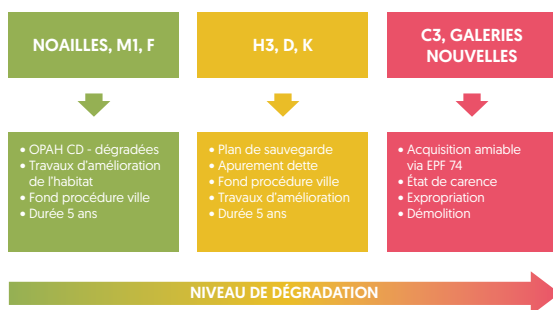 NOAILLES, M1, F
H3, D, K
C3, GALERIES
NOUVELLES
• OPAH CD - dégradées
• Travaux d'amélioration
de l'habitat
• Fond procédure ville
• Durée 5 ans
• Plan de sauvegarde
• Apurement dette
• Fond procédure ville
• Travaux d'amélioration
• Durée 5 ans
• Acquisition amiable
via EPF 74
• État de carence
• Expropriation
• Démolition
NIVEAU DE DÉGRADATION